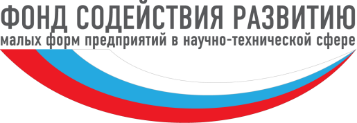 ФОНД СОДЕЙСТВИЯ РАЗВИТИЮ
малых форм предприятий в научно-технической сфере